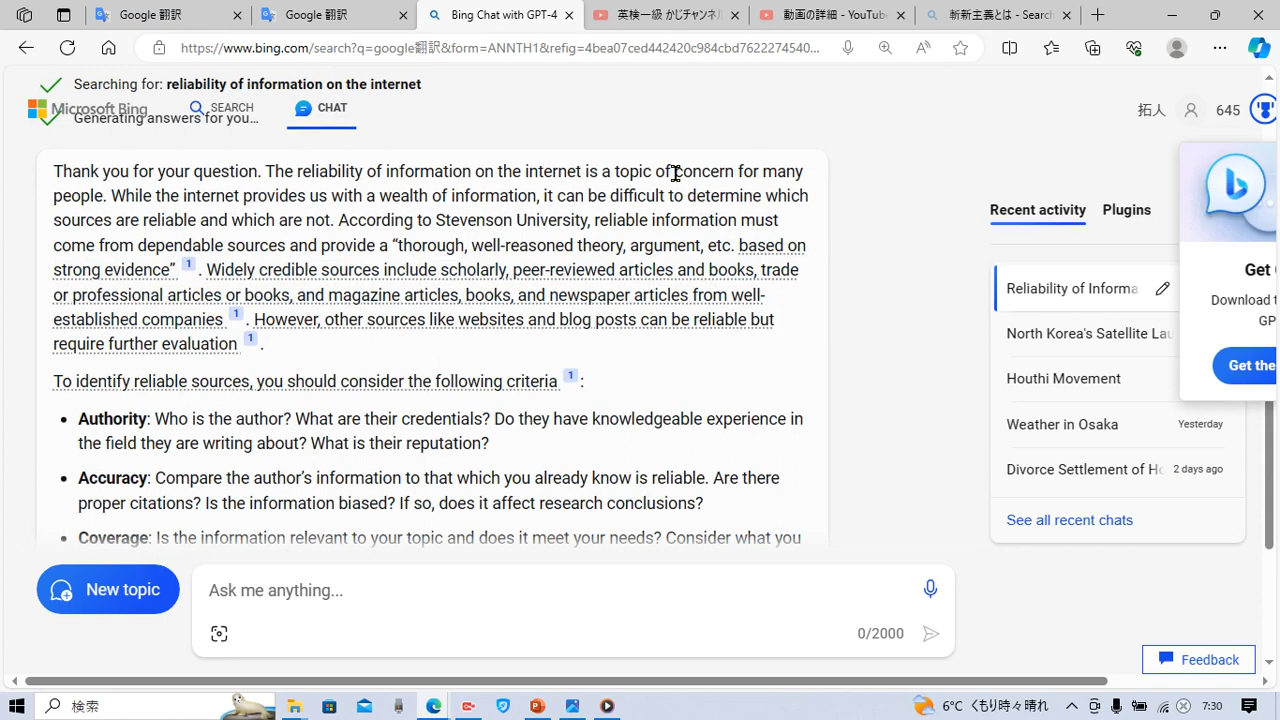 Google 翻訳
Google 翻訳
Bing Chat with GPT-4
英検一級 かじチャンネル
動画の詳細 - YouTube
斬新主義とは - Search
https://www.bing.com/search?q=google翻訳&form=ANNTH1&refig=4bea07ced442420c984cbd7622274540...
Searching for: reliability of information on the internet
Microsoft Bing
SEARCH
CHAT
Generating answers for you...
拓人
645
Thank you for your question. The reliability of information on the internet is a topic of concern for many
people. While the internet provides us with a wealth of information, it can be difficult to determine which
sources are reliable and which are not. According to Stevenson University, reliable information must
come from dependable sources and provide a “thorough, well-reasoned theory, argument, etc. based on
strong evidence” 1 . Widely credible sources include scholarly, peer-reviewed articles and books, trade
or professional articles or books, and magazine articles, books, and newspaper articles from well-
established companies 1 . However, other sources like websites and blog posts can be reliable but
require further evaluation 1 .
To identify reliable sources, you should consider the following criteria 1 :
• Authority: Who is the author? What are their credentials? Do they have knowledgeable experience in
the field they are writing about? What is their reputation?
• Accuracy: Compare the author’s information to that which you already know is reliable. Are there
proper citations? Is the information biased? If so, does it affect research conclusions?
• Coverage: Is the information relevant to your topic and does it meet your needs? Consider what you
Recent activity
Plugins
Reliability of Informa
North Korea's Satellite Lau
Houthi Movement
Weather in Osaka
Yesterday
Divorce Settlement of Ho
2 days ago
See all recent chats
Get
Download t
GP
Get the
New topic
Ask me anything...
0/2000
Feedback
検索
6°C くもり時々晴れ
7:30